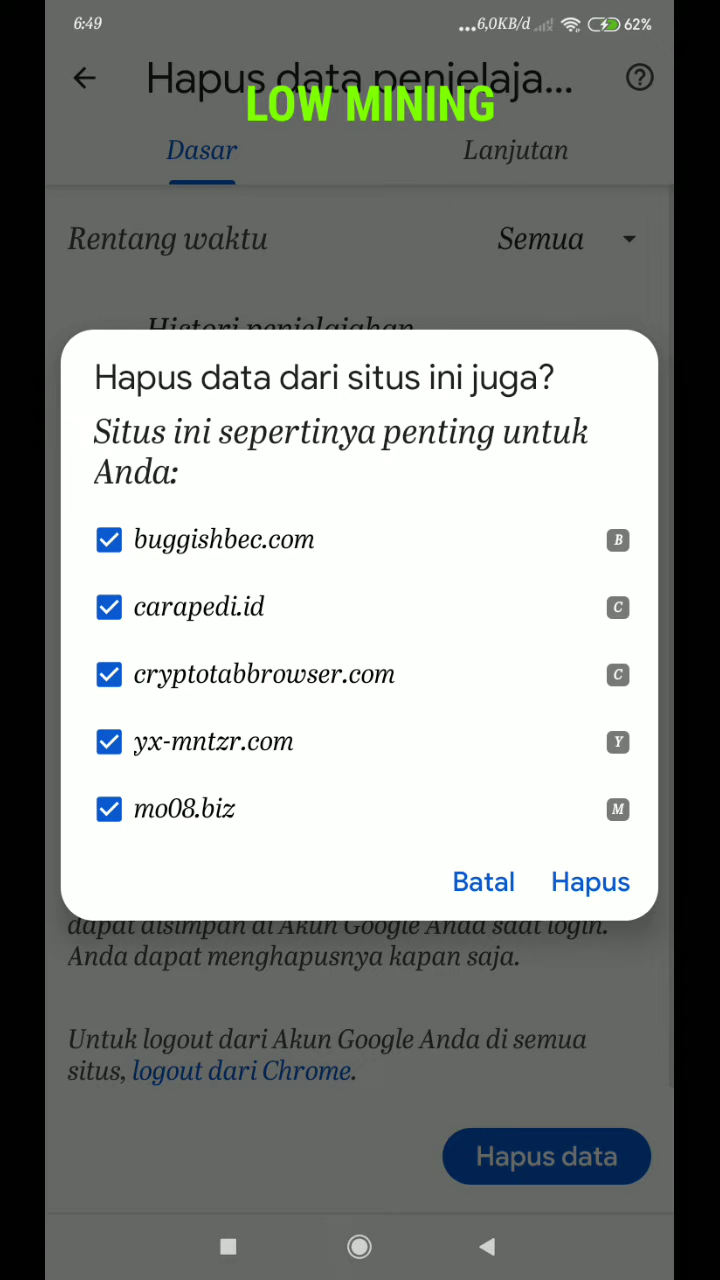 6:49
...6,0KB/d
62%
Hapus data penjelaja...
LOW MINING
Dasar
Lanjutan
Rentang waktu
Semua
Histori penjelajahan
Hapus data dari situs ini juga?
Situs ini sepertinya penting untuk
Anda:
buggishbec.com
B
carapedi.id
C
cryptotabbrowser.com
C
yx-mntzr.com
Y
mo08.biz
M
Batal
Hapus
dapat disimpan di Akun Google Anda saat login.
Anda dapat menghapusnya kapan saja.
Untuk logout dari Akun Google Anda di semua
situs, logout dari Chrome.
Hapus data